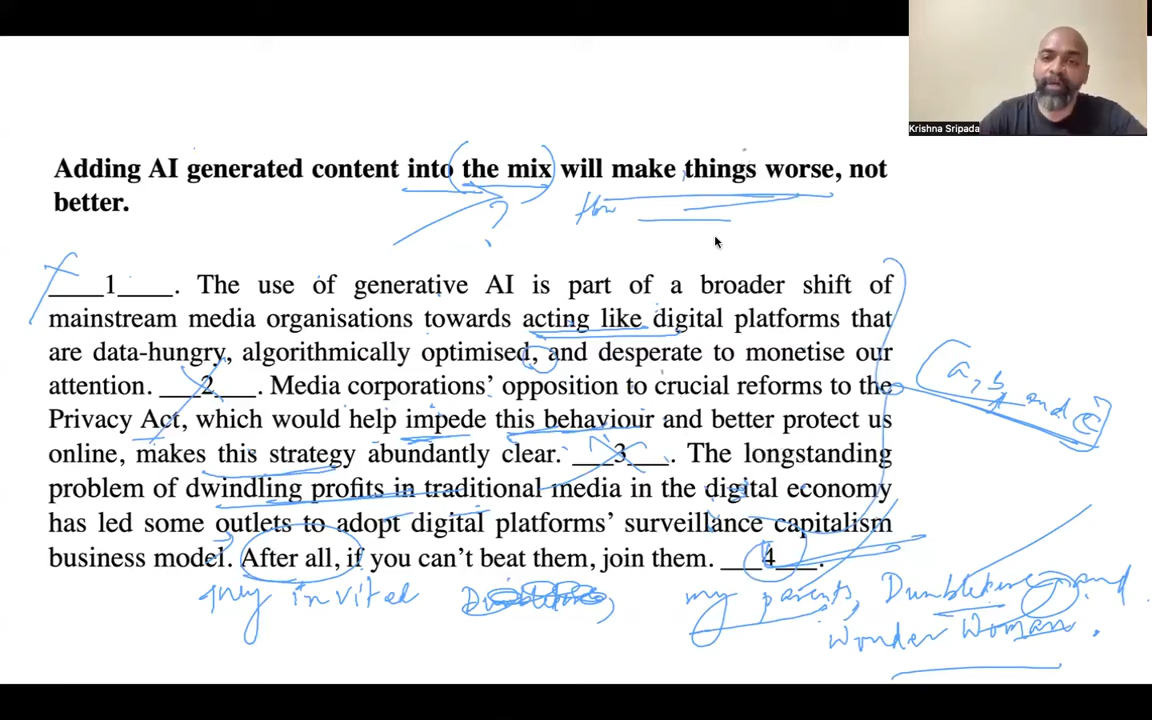 Krishna Sripada
Adding AI generated content into the mix will make things worse, not
better.
?
____1____. The use of generative AI is part of a broader shift of
mainstream media organisations towards acting like digital platforms that
are data-hungry, algorithmically optimised, and desperate to monetise our
attention. ___2___. Media corporations’ opposition to crucial reforms to the
a, b, and c
Privacy Act, which would help impede this behaviour and better protect us
online, makes this strategy abundantly clear. ___3___. The longstanding
problem of dwindling profits in traditional media in the digital economy
has led some outlets to adopt digital platforms’ surveillance capitalism
business model. After all, if you can’t beat them, join them. ___4___.
invited my parents, and
Wonder Woman.